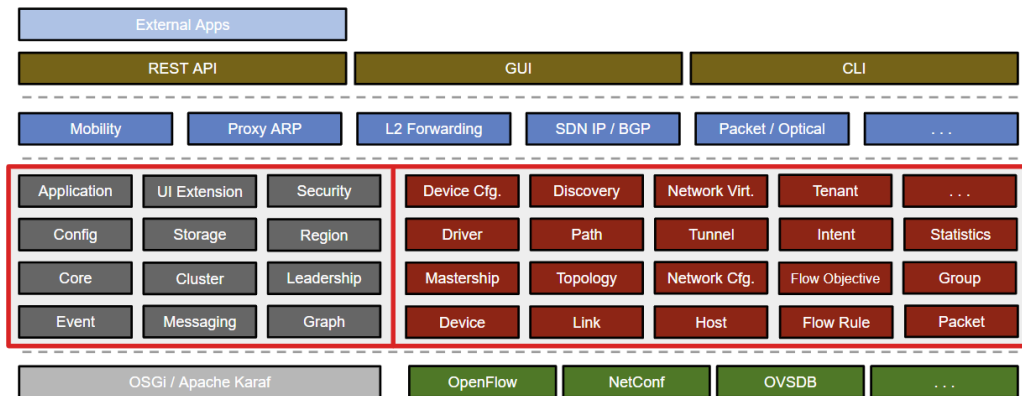 External Apps
REST API GUI CLI
Mobility Proxy ARP L2 Forwarding SDN IP / BGP Packet / Optical . . .
Application UI Extension Security Device Cfg. Discovery Network Virt. Tenant . . .
Config Storage Region Driver Path Tunnel Intent Statistics
Core Cluster Leadership Mastership Topology Network Cfg. Flow Objective Group
Event Messaging Graph Device Link Host Flow Rule Packet
OSGi / Apache Karaf OpenFlow NetConf OVSDB . . .